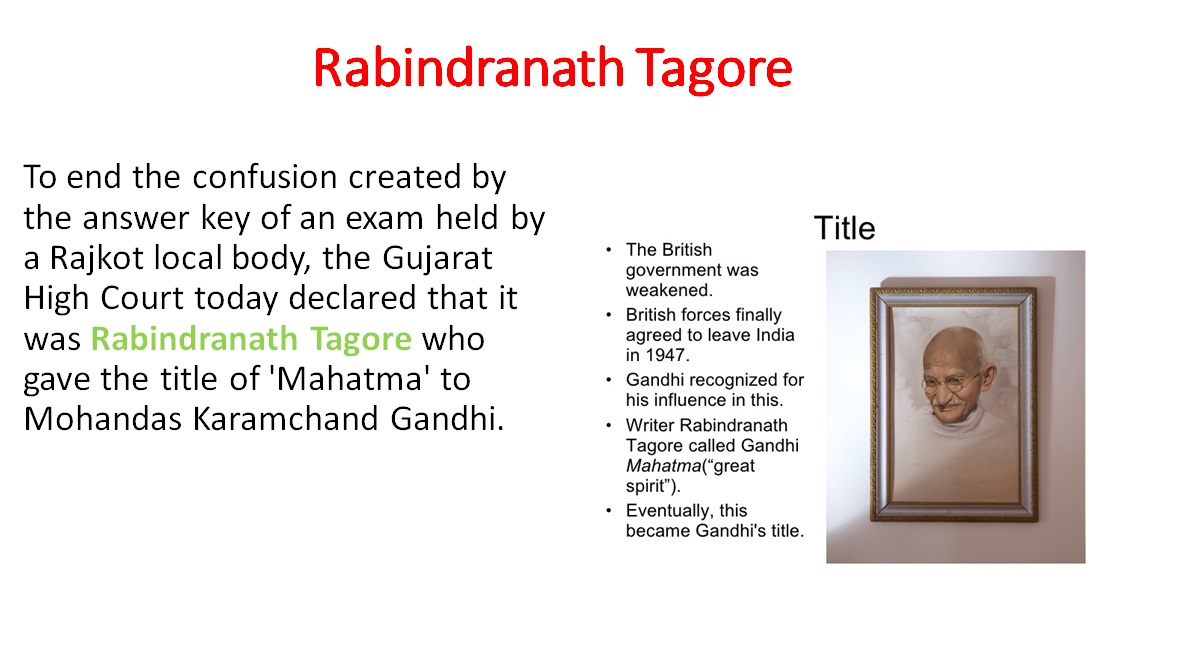 Rabindranath Tagore
To end the confusion created by
the answer key of an exam held by
a Rajkot local body, the Gujarat
High Court today declared that it
was Rabindranath Tagore who
gave the title of 'Mahatma' to
Mohandas Karamchand Gandhi.
Title
• The British
government was
weakened.
• British forces finally
agreed to leave India
in 1947.
• Gandhi recognized for
his influence in this.
• Writer Rabindranath
Tagore called Gandhi
Mahatma(“great
spirit”).
• Eventually, this
became Gandhi's title.